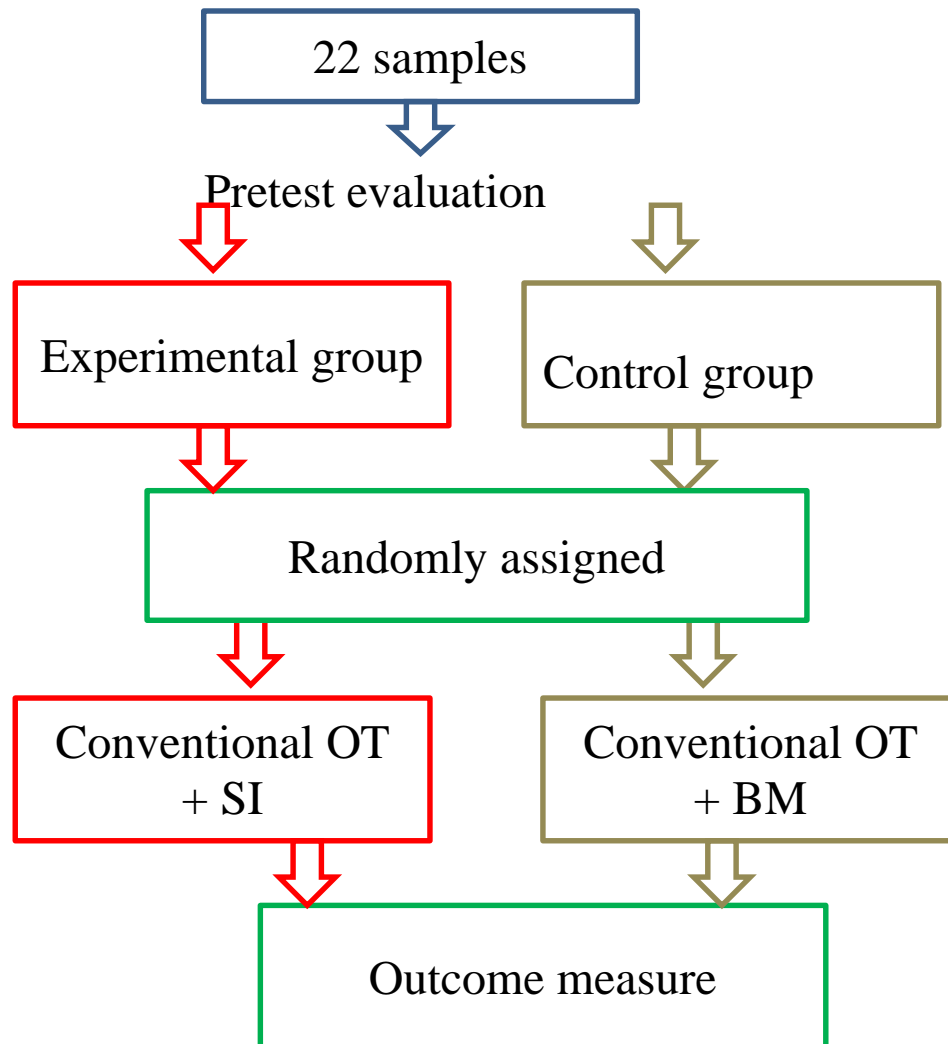 22 samples
Pretest evaluation
Experimental group
Control group
Randomly assigned
Conventional OT
+ SI
Conventional OT
+ BM
Outcome measure